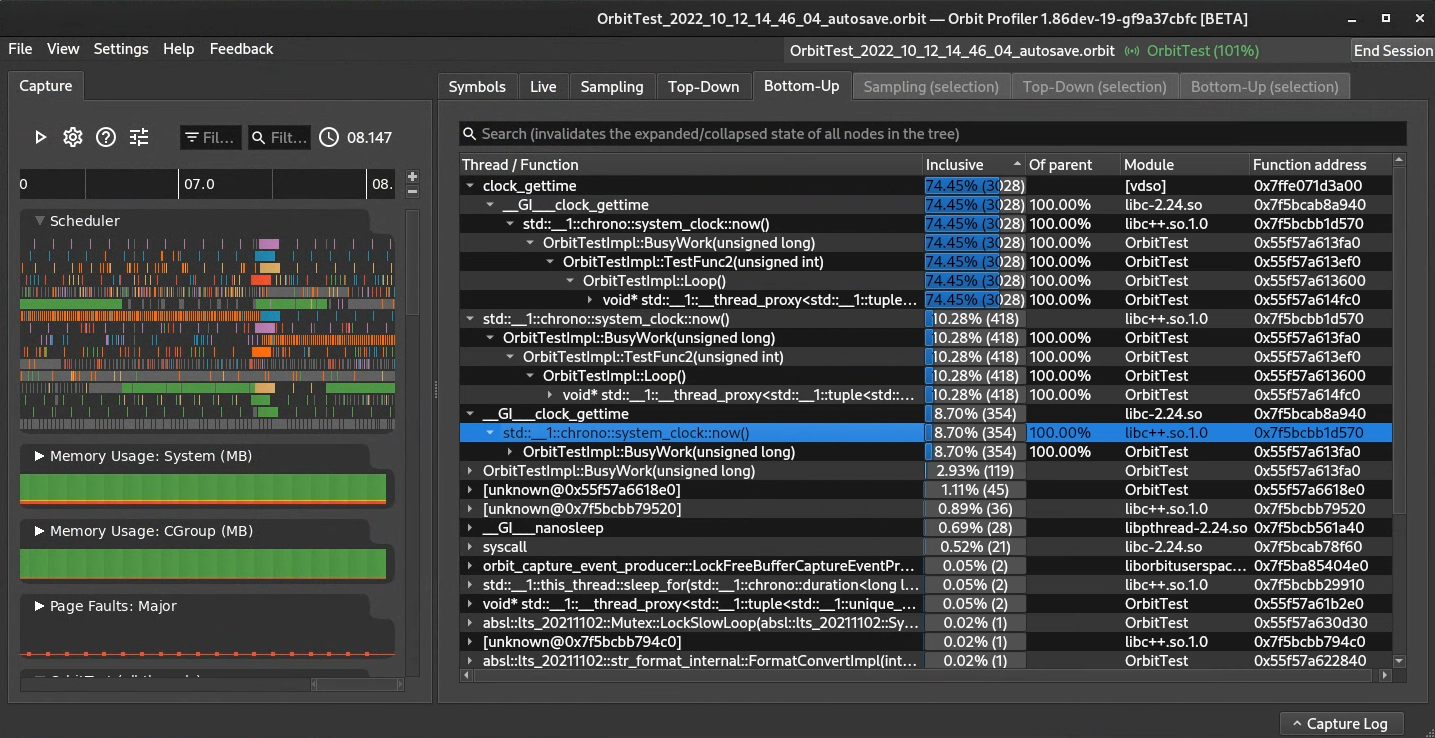 OrbitTest_2022_10_12_14_46_04_autosave.orbit — Orbit Profiler 1.86dev-19-gf9a37cbfc [BETA]
File View Settings Help Feedback
OrbitTest_2022_10_12_14_46_04_autosave.orbit OrbitTest (101%) End Session
Capture
Symbols Live Sampling Top-Down Bottom-Up Sampling (selection) Top-Down (selection) Bottom-Up (selection)
Fil... Filt... 08.147
0 07.0 08.
Scheduler
Memory Usage: System (MB)
Memory Usage: CGroup (MB)
Page Faults: Major
Search (invalidates the expanded/collapsed state of all nodes in the tree)
Thread / Function Inclusive Of parent Module Function address
clock_gettime 74.45% (3028) [vdso] 0x7ffe071d3a00
__GI___clock_gettime 74.45% (3028) 100.00% libc-2.24.so 0x7f5bcab8a940
std::__1::chrono::system_clock::now() 74.45% (3028) 100.00% libc++.so.1.0 0x7f5bcbb1d570
OrbitTestImpl::BusyWork(unsigned long) 74.45% (3028) 100.00% OrbitTest 0x55f57a613fa0
OrbitTestImpl::TestFunc2(unsigned int) 74.45% (3028) 100.00% OrbitTest 0x55f57a613ef0
OrbitTestImpl::Loop() 74.45% (3028) 100.00% OrbitTest 0x55f57a613600
void* std::__1::__thread_proxy<std::__1::tuple... 74.45% (3028) 100.00% OrbitTest 0x55f57a614fc0
std::__1::chrono::system_clock::now() 10.28% (418) libc++.so.1.0 0x7f5bcbb1d570
OrbitTestImpl::BusyWork(unsigned long) 10.28% (418) 100.00% OrbitTest 0x55f57a613fa0
OrbitTestImpl::TestFunc2(unsigned int) 10.28% (418) 100.00% OrbitTest 0x55f57a613ef0
OrbitTestImpl::Loop() 10.28% (418) 100.00% OrbitTest 0x55f57a613600
void* std::__1::__thread_proxy<std::__1::tuple<std::... 10.28% (418) 100.00% OrbitTest 0x55f57a614fc0
__GI___clock_gettime 8.70% (354) libc-2.24.so 0x7f5bcab8a940
std::__1::chrono::system_clock::now() 8.70% (354) 100.00% libc++.so.1.0 0x7f5bcbb1d570
OrbitTestImpl::BusyWork(unsigned long) 8.70% (354) 100.00% OrbitTest 0x55f57a613fa0
OrbitTestImpl::BusyWork(unsigned long) 2.93% (119) OrbitTest 0x55f57a613fa0
[unknown@0x55f57a6618e0] 1.11% (45) OrbitTest 0x55f57a6618e0
[unknown@0x7f5bcbb79520] 0.89% (36) libc++.so.1.0 0x7f5bcbb79520
__GI___nanosleep 0.69% (28) libpthread-2.24.so 0x7f5bcb561a40
syscall 0.52% (21) libc-2.24.so 0x7f5bcab78f60
orbit_capture_event_producer::LockFreeBufferCaptureEventPr... 0.05% (2) liborbituserspac... 0x7f5ba85404e0
std::__1::this_thread::sleep_for(std::__1::chrono::duration<long l... 0.05% (2) libc++.so.1.0 0x7f5bcbb29910
void* std::__1::__thread_proxy<std::__1::tuple<std::__1::unique_... 0.05% (2) OrbitTest 0x55f57a61b2e0
absl::lts_20211102::Mutex::LockSlowLoop(absl::lts_20211102::Sy... 0.02% (1) OrbitTest 0x55f57a630d30
[unknown@0x7f5bcbb794c0] 0.02% (1) libc++.so.1.0 0x7f5bcbb794c0
absl::lts_20211102::str_format_internal::FormatConvertImpl(int... 0.02% (1) OrbitTest 0x55f57a622840
Capture Log